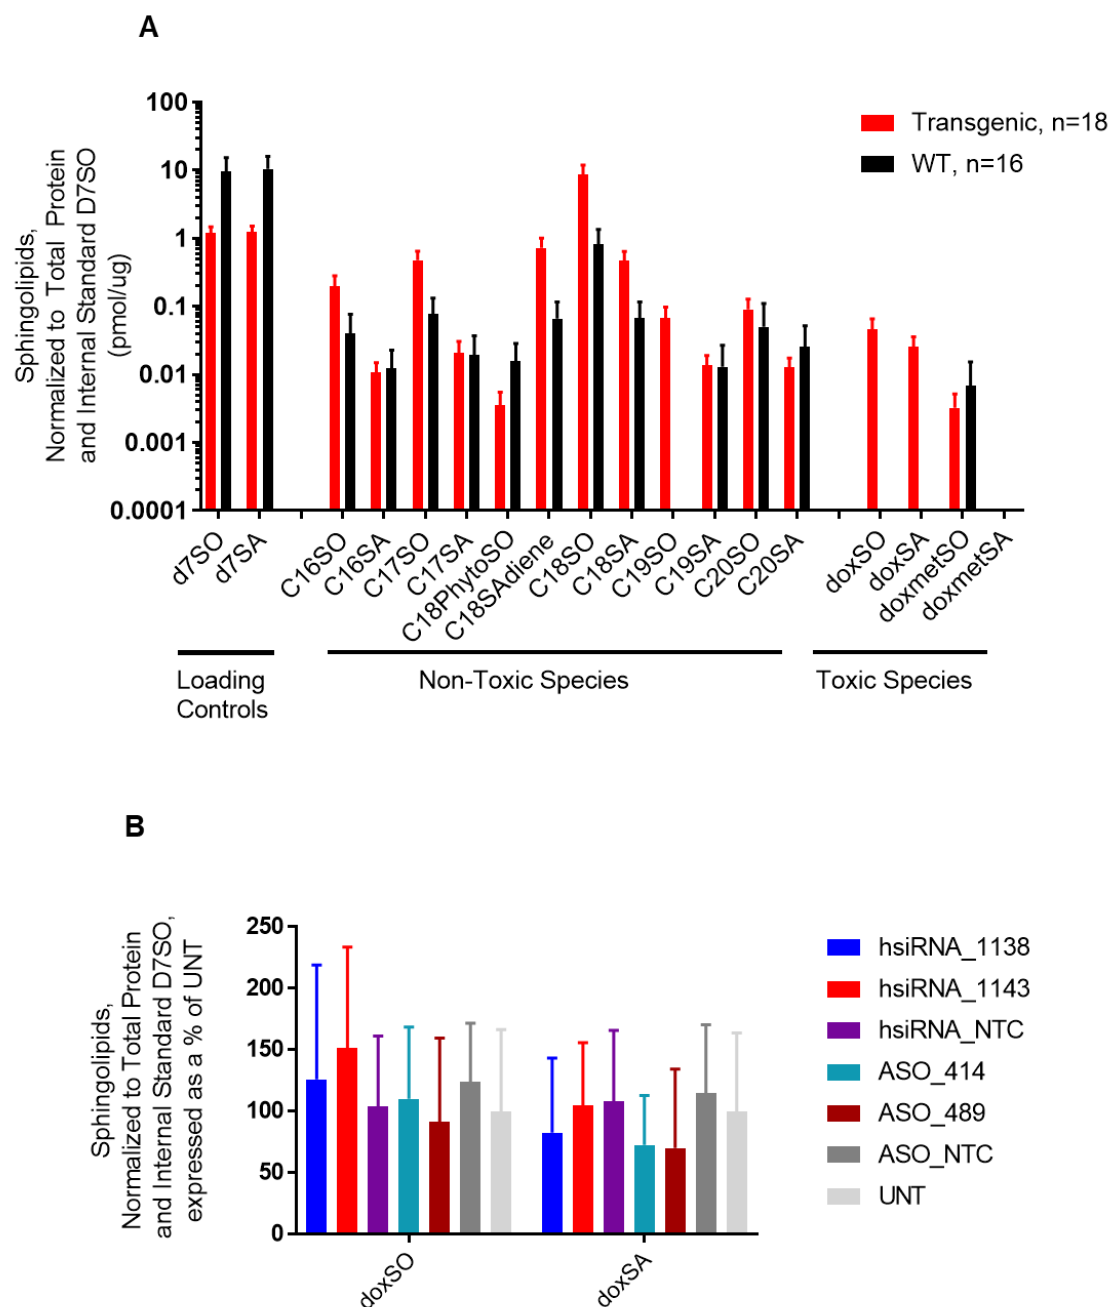 A
Sphingolipids,
Normalized to Total Protein
and Internal Standard D7SO
(pmol/ug)
100
10
1
0.1
0.01
0.001
0.0001
Transgenic, n=18
WT, n=16
d7SO
d7SA
C16SO
C16SA
C17SO
C17SA
C18PhytoSO
C18SAdiene
C18SO
C18SA
C19SO
C19SA
C20SO
C20SA
doxSO
doxSA
doxmetSO
doxmetSA
Loading
Controls
Non-Toxic Species
Toxic Species
B
Sphingolipids,
Normalized to Total Protein
and Internal Standard D7SO,
expressed as a % of UNT
250
200
150
100
50
0
doxSO
doxSA
hsiRNA_1138
hsiRNA_1143
hsiRNA_NTC
ASO_414
ASO_489
ASO_NTC
UNT